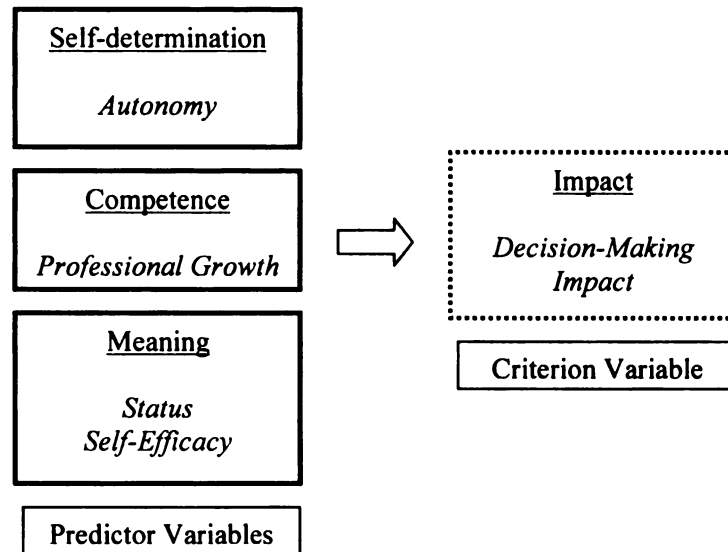 Self-determination
Autonomy
Competence
Professional Growth
Meaning
Status
Self-Efficacy
Predictor Variables
Impact
Decision-Making
Impact
Criterion Variable